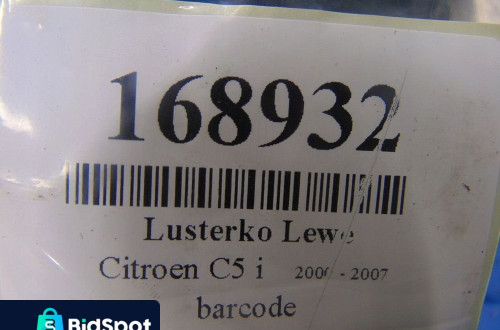 168932
Lusterko Lewe
Citroen C5 i 2000 - 2007
barcode
BidSpot